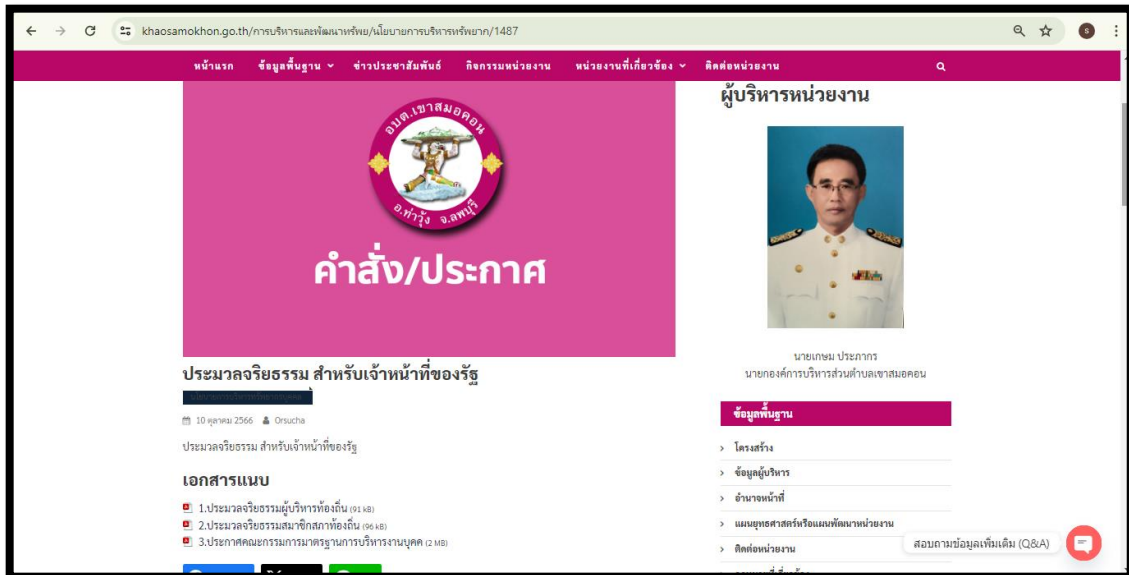 khaosamokhon.go.th/การบริหารและพัฒนาทรัพย/นโยบายการบริหารทรัพยาก/1487
S
หน้าแรก ข้อมูลพื้นฐาน ข่าวประชาสัมพันธ์ กิจกรรมหน่วยงาน หน่วยงานที่เกี่ยวข้อง ติดต่อหน่วยงาน
อบต.เขาสมอคอน
อ.ท่าวุ้ง จ.ลพบุรี
คำสั่ง/ประกาศ
ประมวลจริยธรรม สำหรับเจ้าหน้าที่ของรัฐ
นโยบายการบริหารทรัพยากรบุคคล
10 ตุลาคม 2566 Orsucha
ประมวลจริยธรรม สำหรับเจ้าหน้าที่ของรัฐ
เอกสารแนบ
1.ประมวลจริยธรรมผู้บริหารท้องถิ่น (91 kB)
2.ประมวลจริยธรรมสมาชิกสภาท้องถิ่น (96 kB)
3.ประกาศคณะกรรมการมาตรฐานการบริหารงานบุคค (2 MB)
ผู้บริหารหน่วยงาน
นายเกษม ประภากร
นายกองค์การบริหารส่วนตำบลเขาสมอคอน
ข้อมูลพื้นฐาน
โครงสร้าง
ข้อมูลผู้บริหาร
อำนาจหน้าที่
แผนยุทธศาสตร์หรือแผนพัฒนาหน่วยงาน
ติดต่อหน่วยงาน
สอบถามข้อมูลเพิ่มเติม (Q&A)